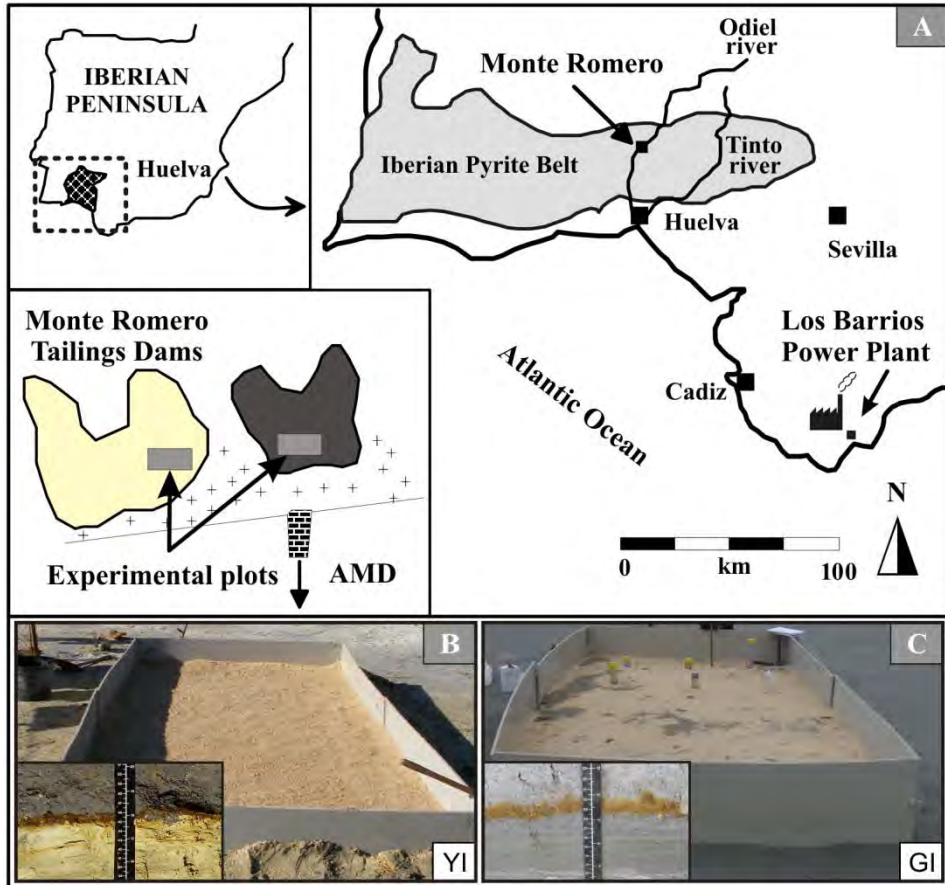 IBERIAN
PENINSULA
Huelva
A
Odiel
river
Monte Romero
Iberian Pyrite Belt
Tinto
river
Huelva
Sevilla
Los Barrios
Power Plant
Cadiz
Atlantic Ocean
N
0 km 100
Monte Romero
Tailings Dams
Experimental plots
AMD
B
YI
C
GI